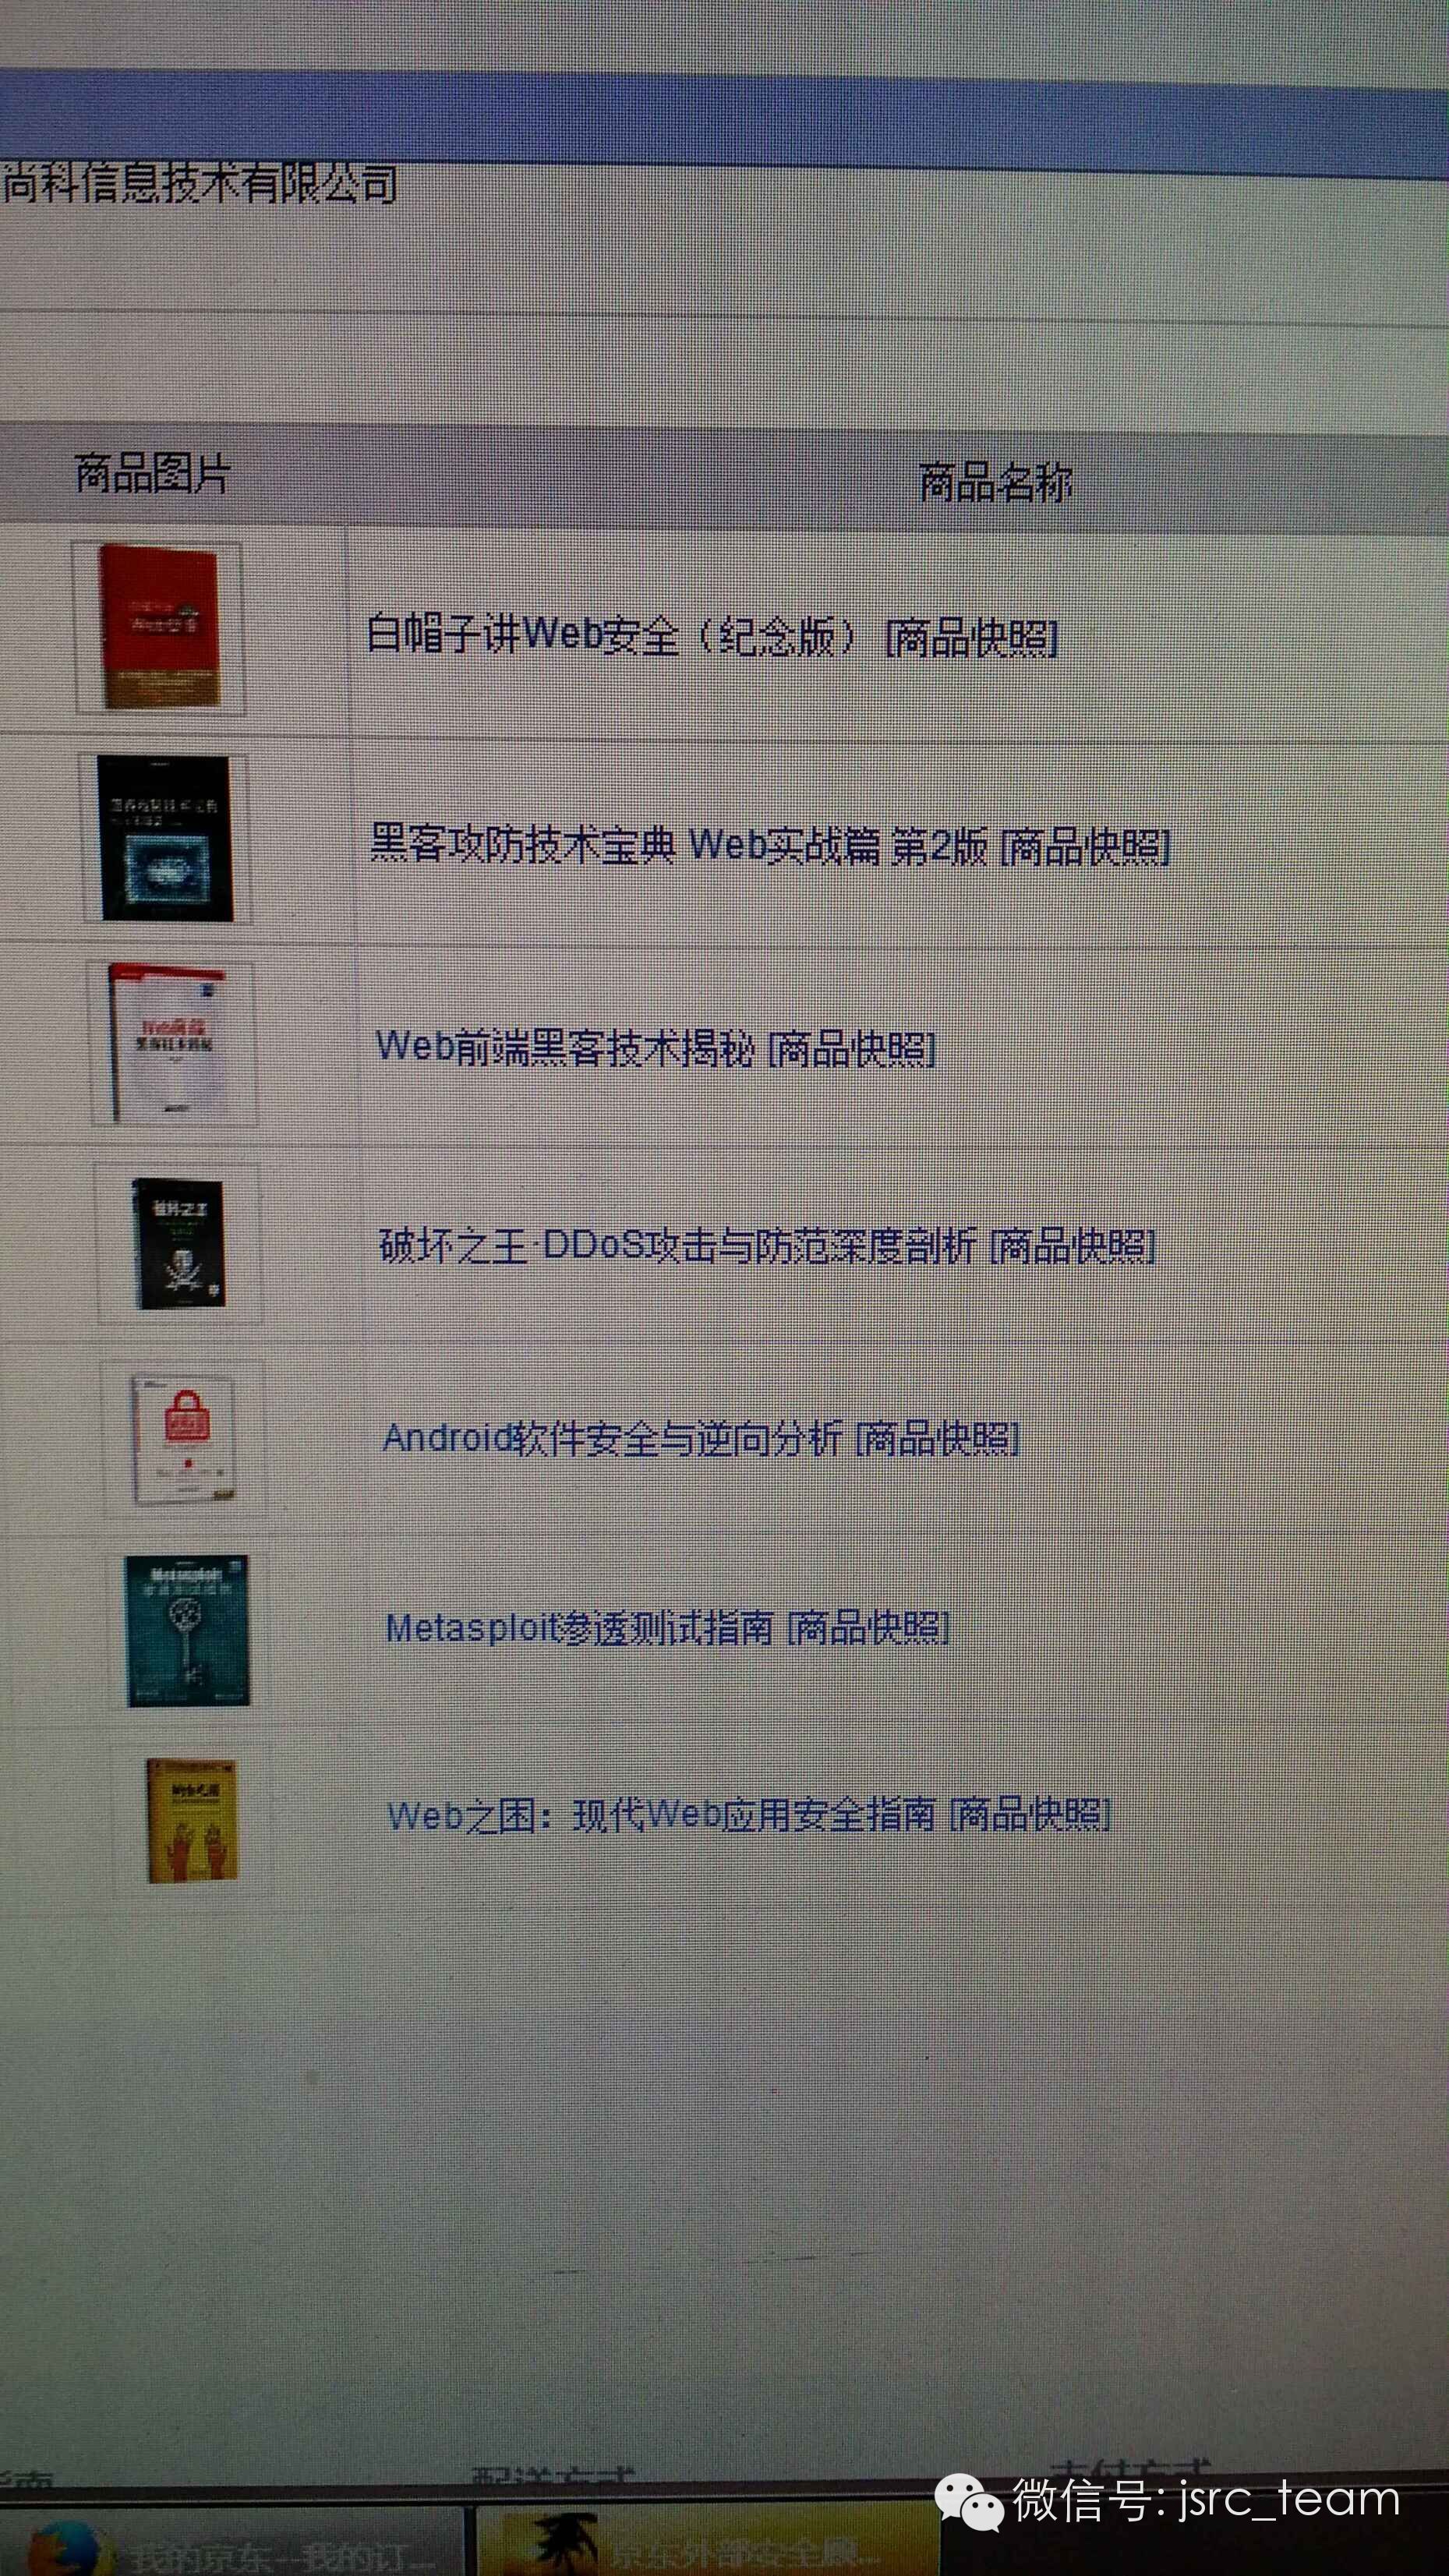 尚科信息技术有限公司
商品图片 商品名称
白帽子讲Web安全（纪念版） [商品快照]
黑客攻防技术宝典 Web实战篇 第2版 [商品快照]
Web前端黑客技术揭秘 [商品快照]
破坏之王-DDoS攻击与防范深度剖析 [商品快照]
破坏之王
Android软件安全与逆向分析 [商品快照]
Metasploit渗透测试指南 [商品快照]
Metasploit
Web之困：现代Web应用安全指南 [商品快照]
指南 配送方式 支付方式
微信号: jsrc_team
我的京东--我的订... 京东外部安全顾...